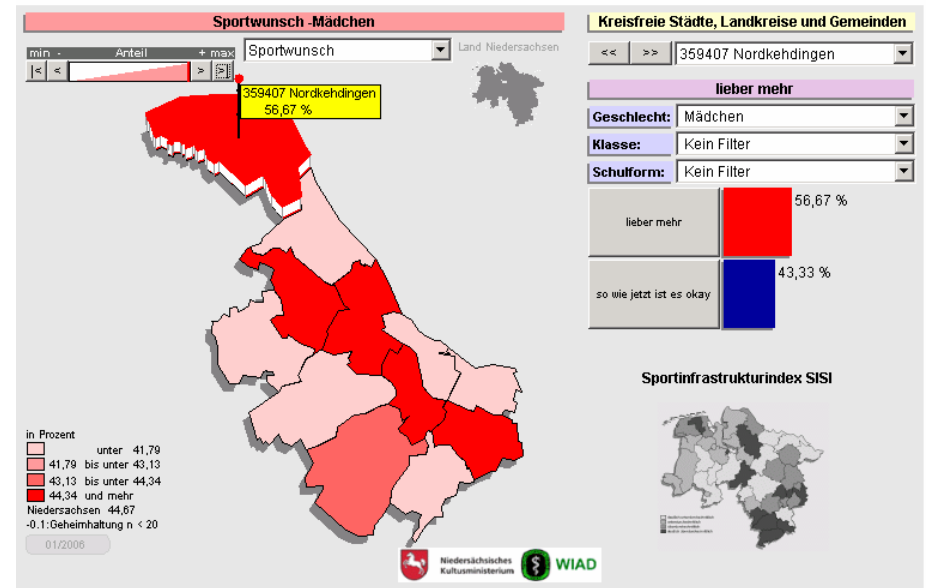 Sportwunsch -Mädchen
min - Anteil + max
Sportwunsch
Land Niedersachsen
|< < > >|
359407 Nordkehdingen
56,67 %
in Prozent
unter 41,79
41,79 bis unter 43,13
43,13 bis unter 44,34
44,34 und mehr
Niedersachsen 44,67
-0.1:Geheimhaltung n < 20
01/2006
Niedersächsisches
Kultusministerium
WIAD
Kreisfreie Städte, Landkreise und Gemeinden
<< >> 359407 Nordkehdingen
lieber mehr
Geschlecht: Mädchen
Klasse: Kein Filter
Schulform: Kein Filter
lieber mehr 56,67 %
so wie jetzt ist es okay 43,33 %
Sportinfrastrukturindex SISI